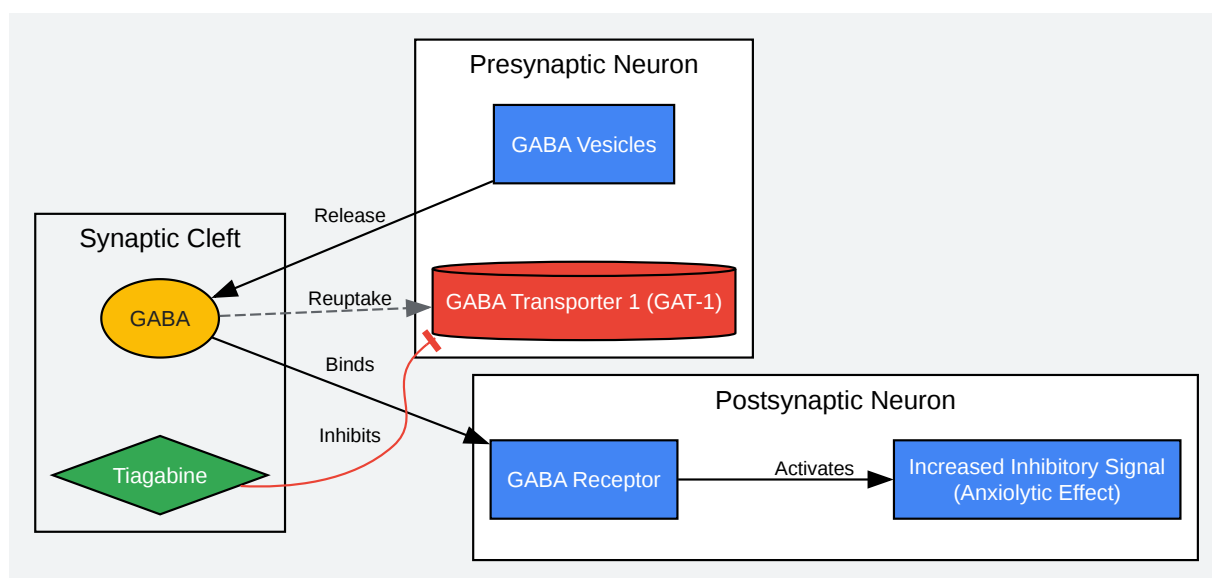 Presynaptic Neuron
GABA Vesicles
Release
Synaptic Cleft
GABA
Reuptake
GABA Transporter 1 (GAT-1)
Binds
Inhibits
Tiagabine
Postsynaptic Neuron
GABA Receptor
Activates
Increased Inhibitory Signal
(Anxiolytic Effect)